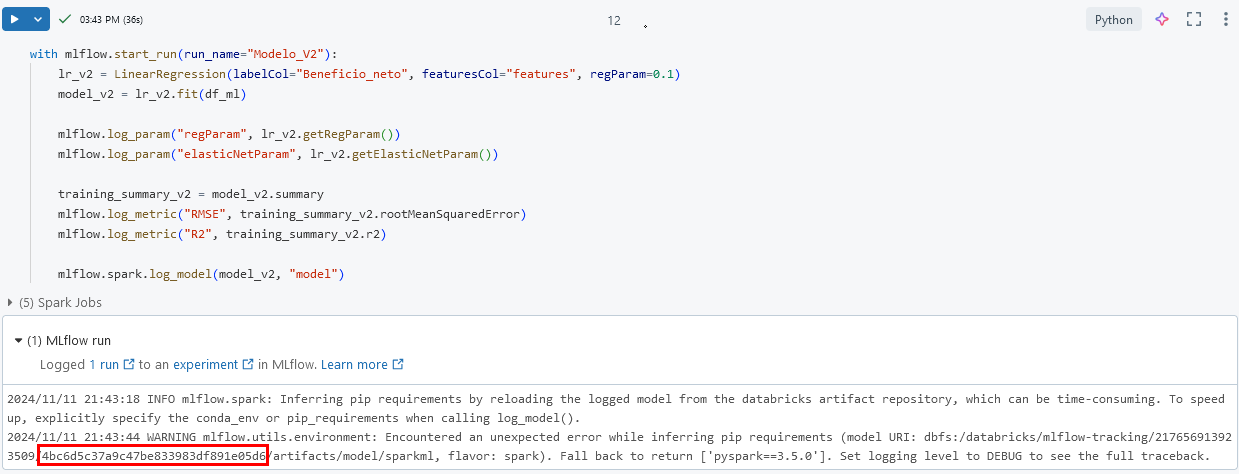 03:43 PM (36s)
12
Python
with mlflow.start_run(run_name="Modelo_V2"):
    lr_v2 = LinearRegression(labelCol="Beneficio_neto", featuresCol="features", regParam=0.1)
    model_v2 = lr_v2.fit(df_ml)
    mlflow.log_param("regParam", lr_v2.getRegParam())
    mlflow.log_param("elasticNetParam", lr_v2.getElasticNetParam())
    training_summary_v2 = model_v2.summary
    mlflow.log_metric("RMSE", training_summary_v2.rootMeanSquaredError)
    mlflow.log_metric("R2", training_summary_v2.r2)
    mlflow.spark.log_model(model_v2, "model")
(5) Spark Jobs
(1) MLflow run
Logged 1 run to an experiment in MLflow. Learn more
2024/11/11 21:43:18 INFO mlflow.spark: Inferring pip requirements by reloading the logged model from the databricks artifact repository, which can be time-consuming. To speed
up, explicitly specify the conda_env or pip_requirements when calling log_model().
2024/11/11 21:43:44 WARNING mlflow.utils.environment: Encountered an unexpected error while inferring pip requirements (model URI: dbfs:/databricks/mlflow-tracking/21765691392
3509/4bc6d5c37a9c47be833983df891e05d6/artifacts/model/sparkml, flavor: spark). Fall back to return ['pyspark==3.5.0']. Set logging level to DEBUG to see the full traceback.